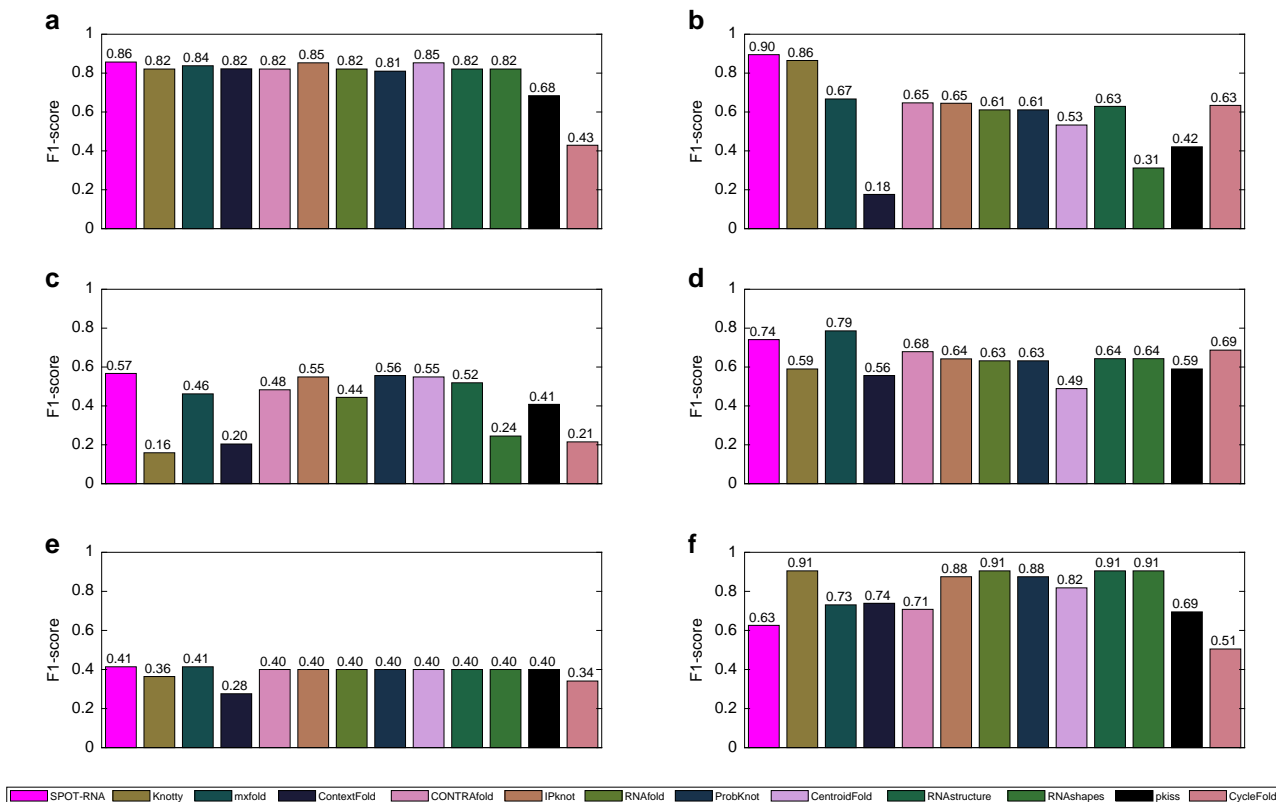 a
b
1
0.8
0.6
0.4
0.2
0
F1-score
0.86 0.82 0.84 0.82 0.82 0.85 0.82 0.81 0.85 0.82 0.82 0.68 0.43
1
0.8
0.6
0.4
0.2
0
F1-score
0.90 0.86 0.67 0.18 0.65 0.65 0.61 0.61 0.53 0.63 0.31 0.42 0.63
c
d
1
0.8
0.6
0.4
0.2
0
F1-score
0.57 0.16 0.46 0.20 0.48 0.55 0.44 0.56 0.55 0.52 0.24 0.41 0.21
1
0.8
0.6
0.4
0.2
0
F1-score
0.74 0.59 0.79 0.56 0.68 0.64 0.63 0.63 0.49 0.64 0.64 0.59 0.69
e
f
1
0.8
0.6
0.4
0.2
0
F1-score
0.41 0.36 0.41 0.28 0.40 0.40 0.40 0.40 0.40 0.40 0.40 0.40 0.34
1
0.8
0.6
0.4
0.2
0
F1-score
0.63 0.91 0.73 0.74 0.71 0.88 0.91 0.88 0.82 0.91 0.91 0.69 0.51
SPOT-RNA Knotty mxfold ContextFold CONTRAfold IPknot RNAfold ProbKnot CentroidFold RNAstructure RNAshapes pkiss CycleFold